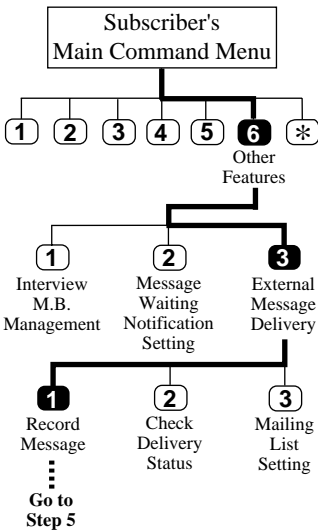 Subscriber's
Main Command Menu
1 2 3 4 5 6 *
Other
Features
1 2 3
Interview
M.B.
Management
Message
Waiting
Notification
Setting
External
Message
Delivery
1 2 3
Record
Message
Check
Delivery
Status
Mailing
List
Setting
Go to
Step 5